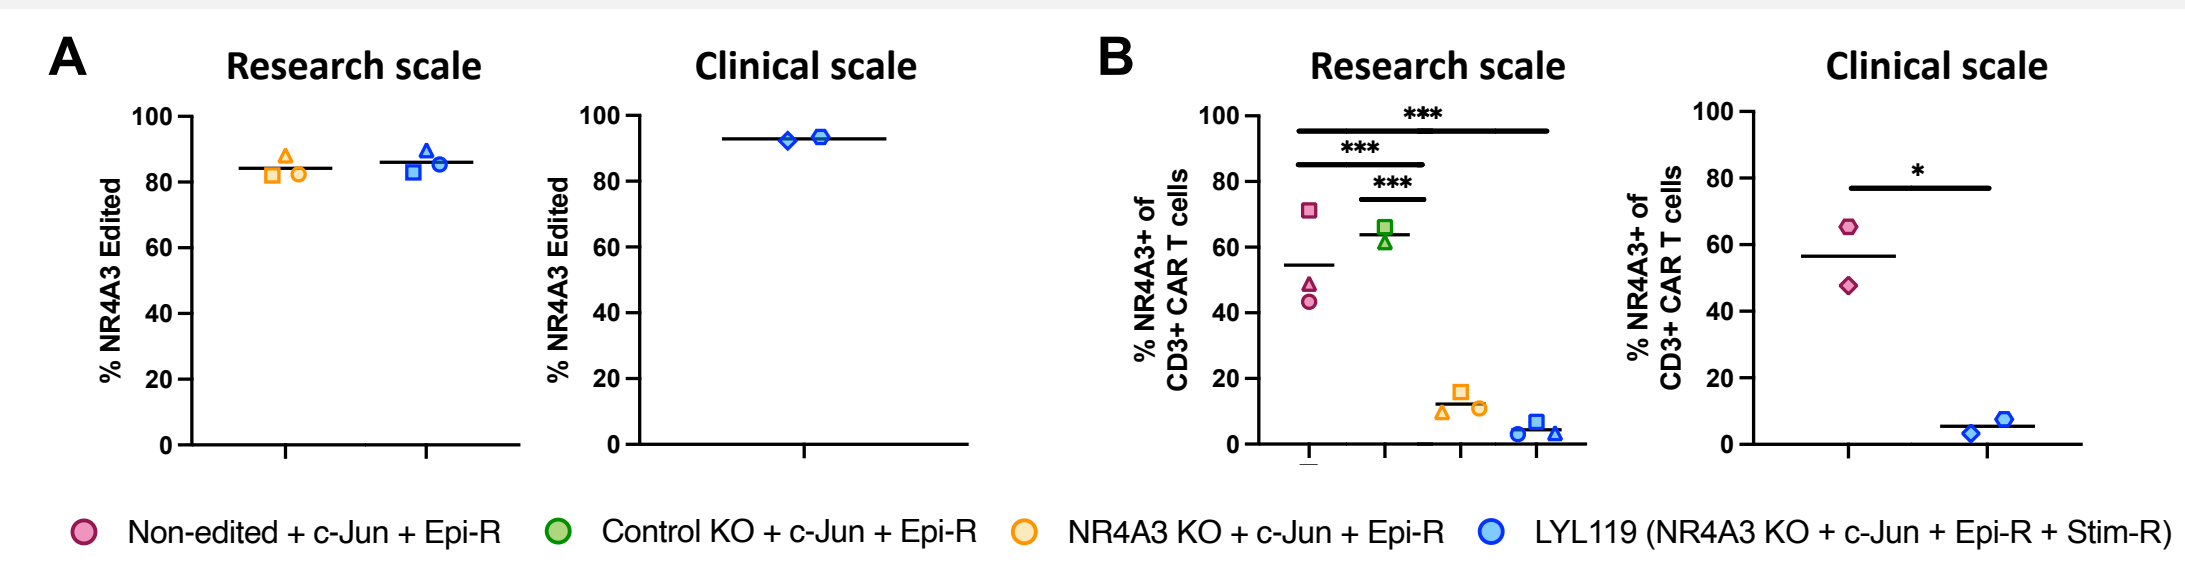 A
Research scale
Clinical scale
% NR4A3 Edited
100
80
60
40
20
0
% NR4A3 Edited
100
80
60
40
20
0
B
Research scale
Clinical scale
% NR4A3+ of
CD3+ CAR T cells
100
80
60
40
20
0
***
***
***
% NR4A3+ of
CD3+ CAR T cells
100
80
60
40
20
0
*
Non-edited + c-Jun + Epi-R
Control KO + c-Jun + Epi-R
NR4A3 KO + c-Jun + Epi-R
LYL119 (NR4A3 KO + c-Jun + Epi-R + Stim-R)